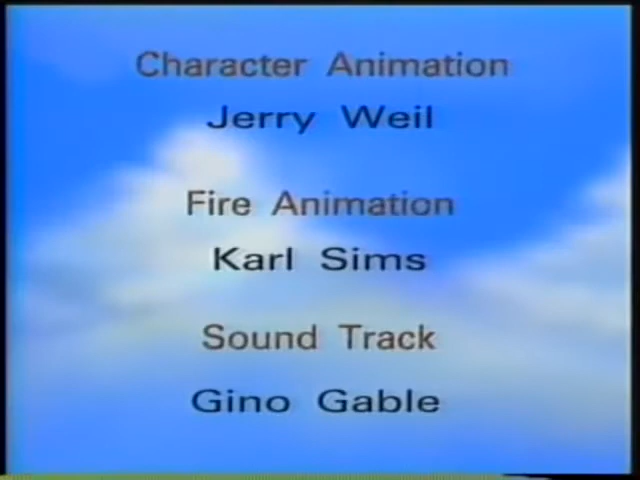 Character Animation
Jerry Weil
Fire Animation
Karl Sims
Sound Track
Gino Gable